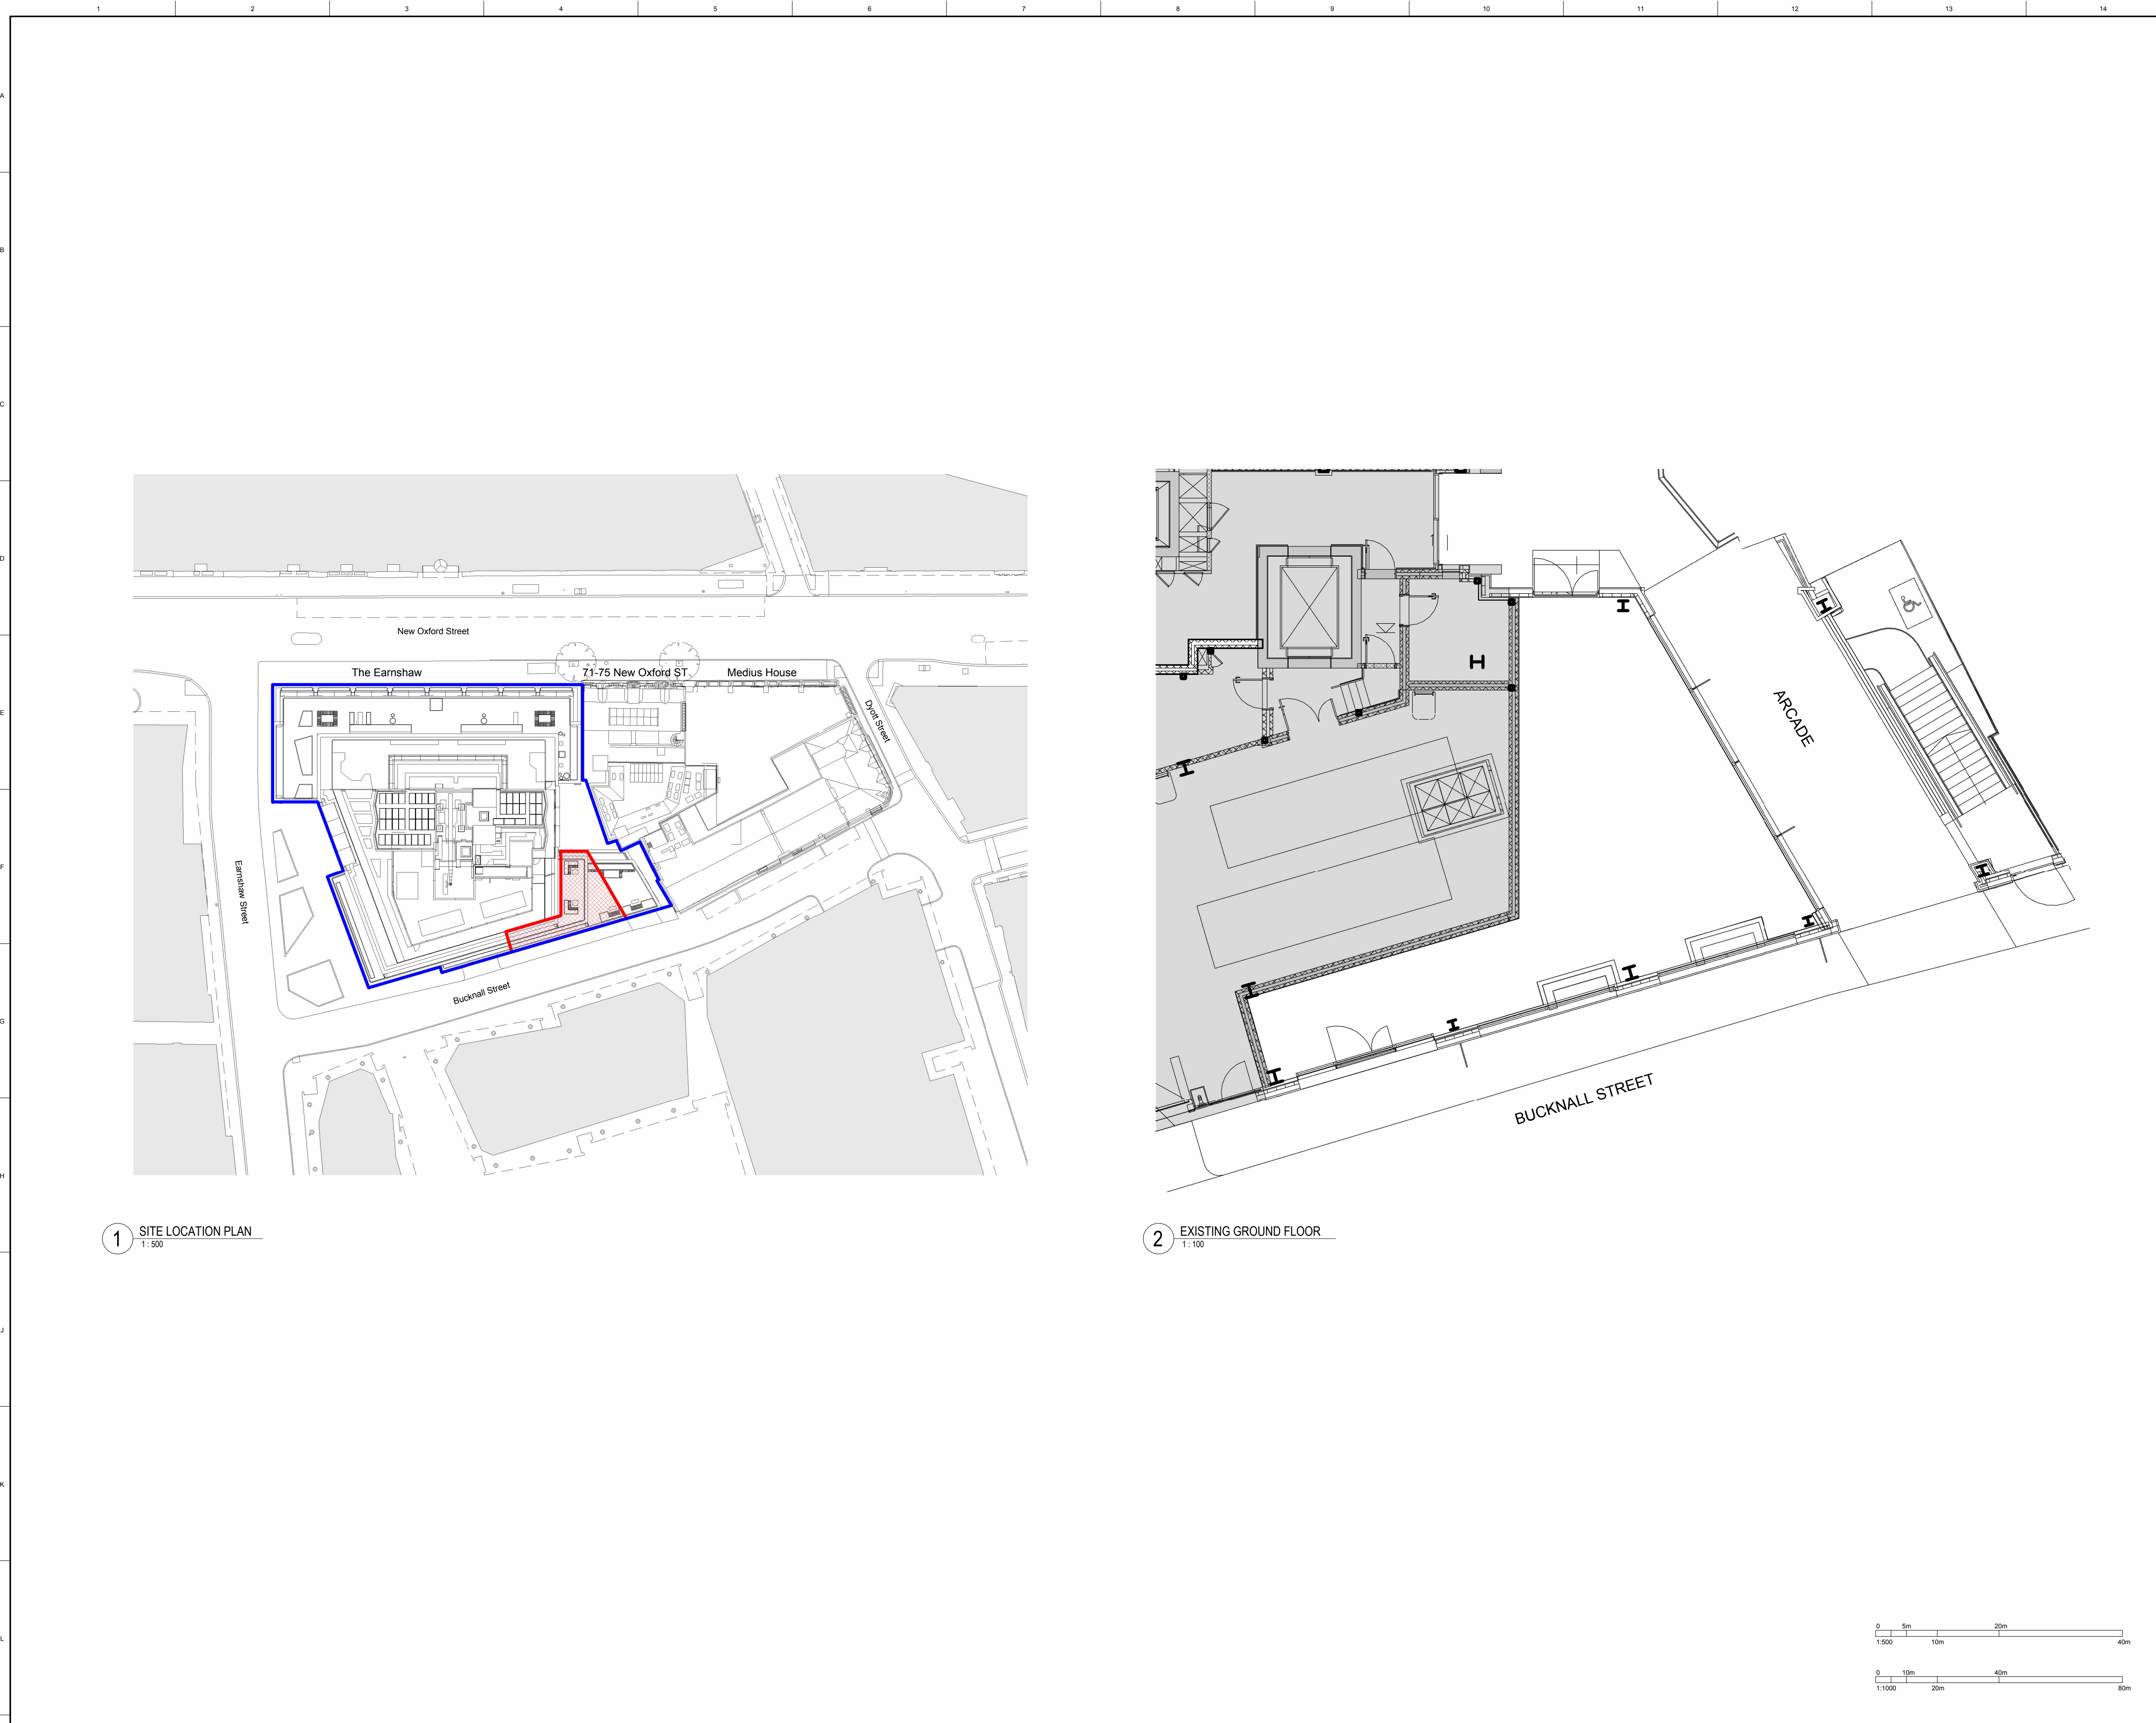 1 2 3 4 5 6 7 8 9 10 11 12 13 14
A
B
C
D
E
F
G
H
J
K
L
New Oxford Street
The Earnshaw
71-75 New Oxford ST
Medius House
Dyott Street
Earnshaw Street
Bucknall Street
ARCADE
BUCKNALL STREET
1 SITE LOCATION PLAN
1 : 500
2 EXISTING GROUND FLOOR
1 : 100
0 5m 20m
1:500 10m 40m
0 10m 40m
1:1000 20m 80m